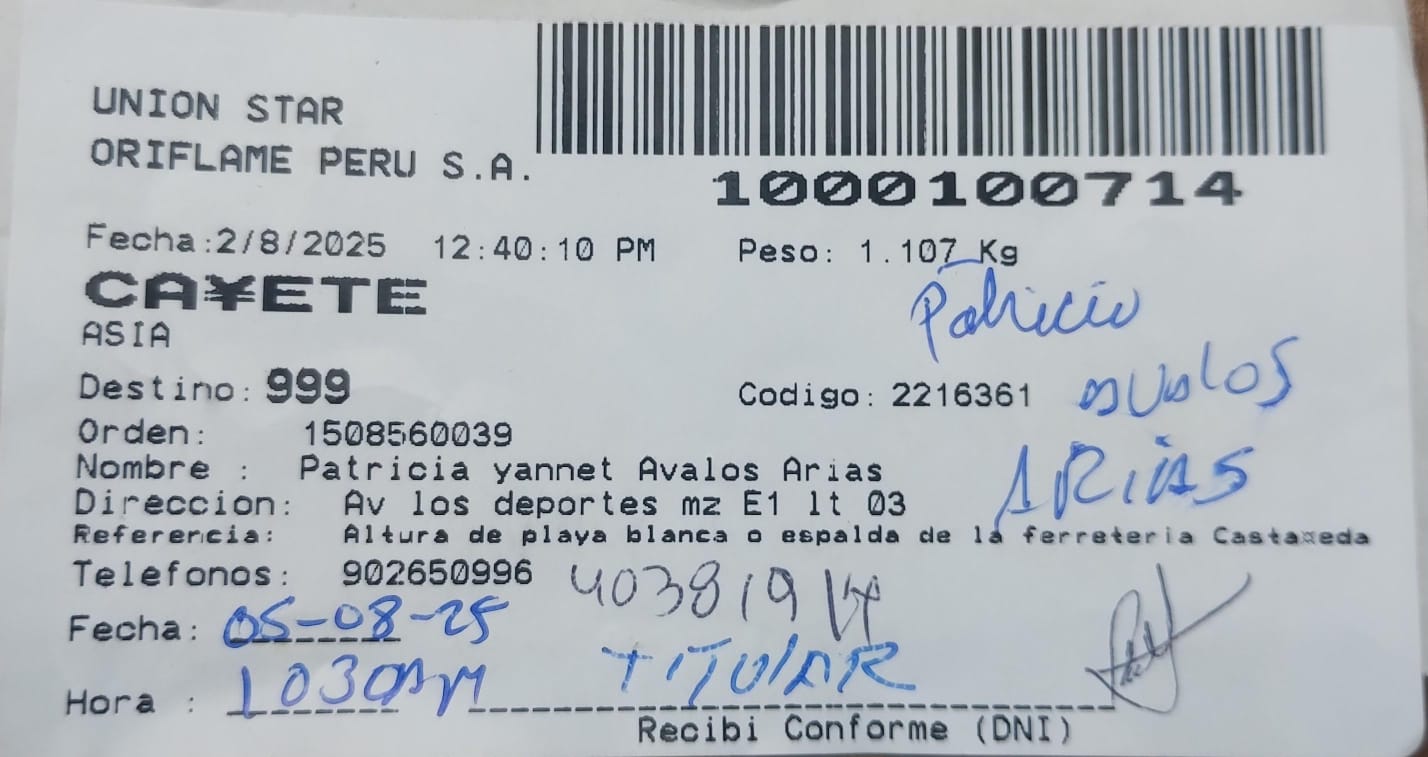 UNION STAR
ORIFLAME PERU S.A.
1000100714
Fecha:2/8/2025 12:40:10 PM Peso: 1.107 Kg
CA¥ETE
ASIA
Patricia
Destino: 999 Codigo: 2216361
AvaLOS
Orden: 1508560039
ARiAS
Nombre : Patricia yannet Avalos Arias
Direccion: Av los deportes mz E1 lt 03
Referencia: Altura de playa blanca o espalda de la ferreteria Castaxeda
Telefonos: 902650996
Fecha: 05-08-25
TITULAR
Hora : 1030AM
Recibi Conforme (DNI)